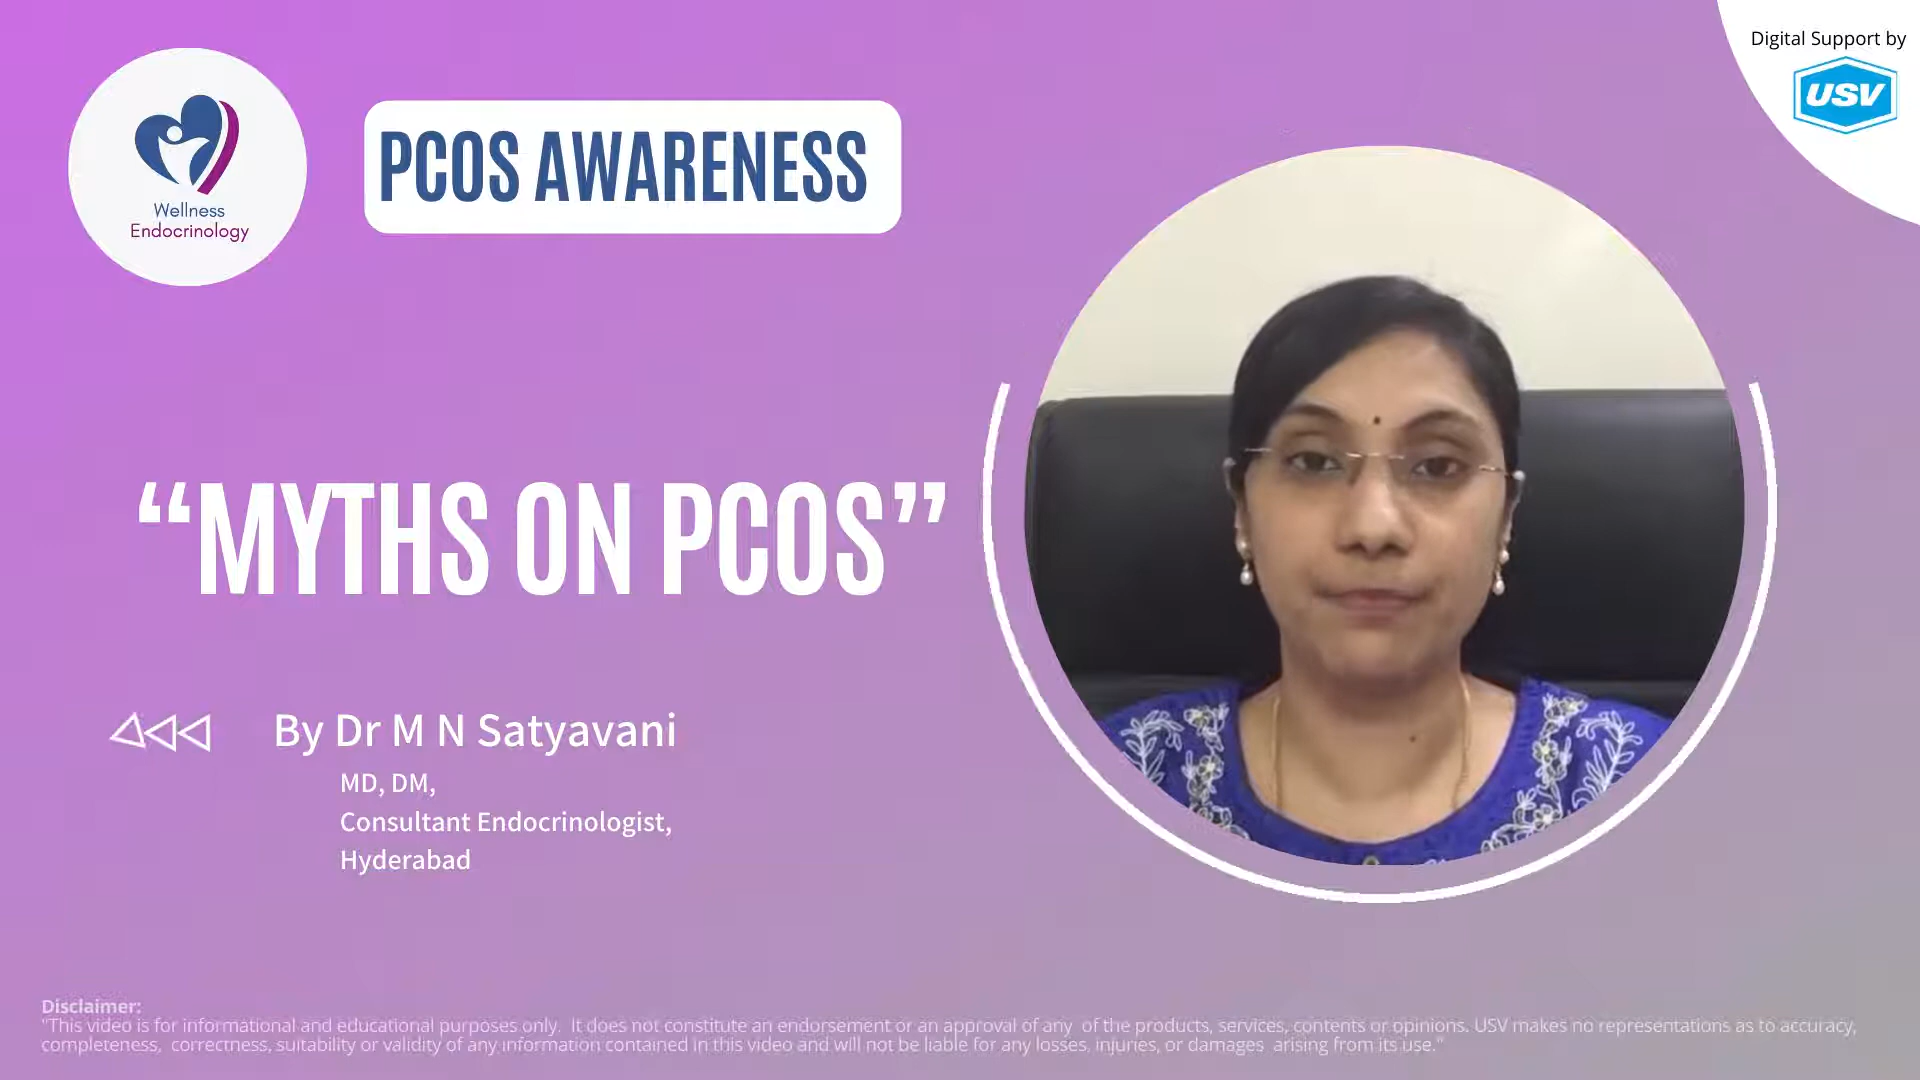 Digital Support by
USV
Wellness
Endocrinology
PCOS AWARENESS
“MYTHS ON PCOS”
By Dr M N Satyavani
MD, DM,
Consultant Endocrinologist,
Hyderabad
Disclaimer:
"This video is for informational and educational purposes only. It does not constitute an endorsement or an approval of any of the products, services, contents or opinions. USV makes no representations as to accuracy,
completeness, correctness, suitability or validity of any information contained in this video and will not be liable for any losses, injuries, or damages arising from its use."